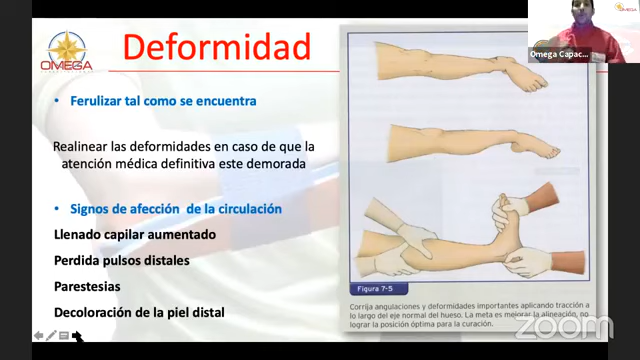 OMEGA
Deformidad
• Ferulizar tal como se encuentra
Realinear las deformidades en caso de que la
atención médica definitiva este demorada
• Signos de afección de la circulación
Llenado capilar aumentado
Perdida pulsos distales
Parestesias
Decoloración de la piel distal
Figura 7-5
Corrija angulaciones y deformidades importantes aplicando tracción a
lo largo del eje normal del hueso. La meta es mejorar la alineación, no
lograr la posición óptima para la curación.
OMEGA
Omega Capac...
zoom